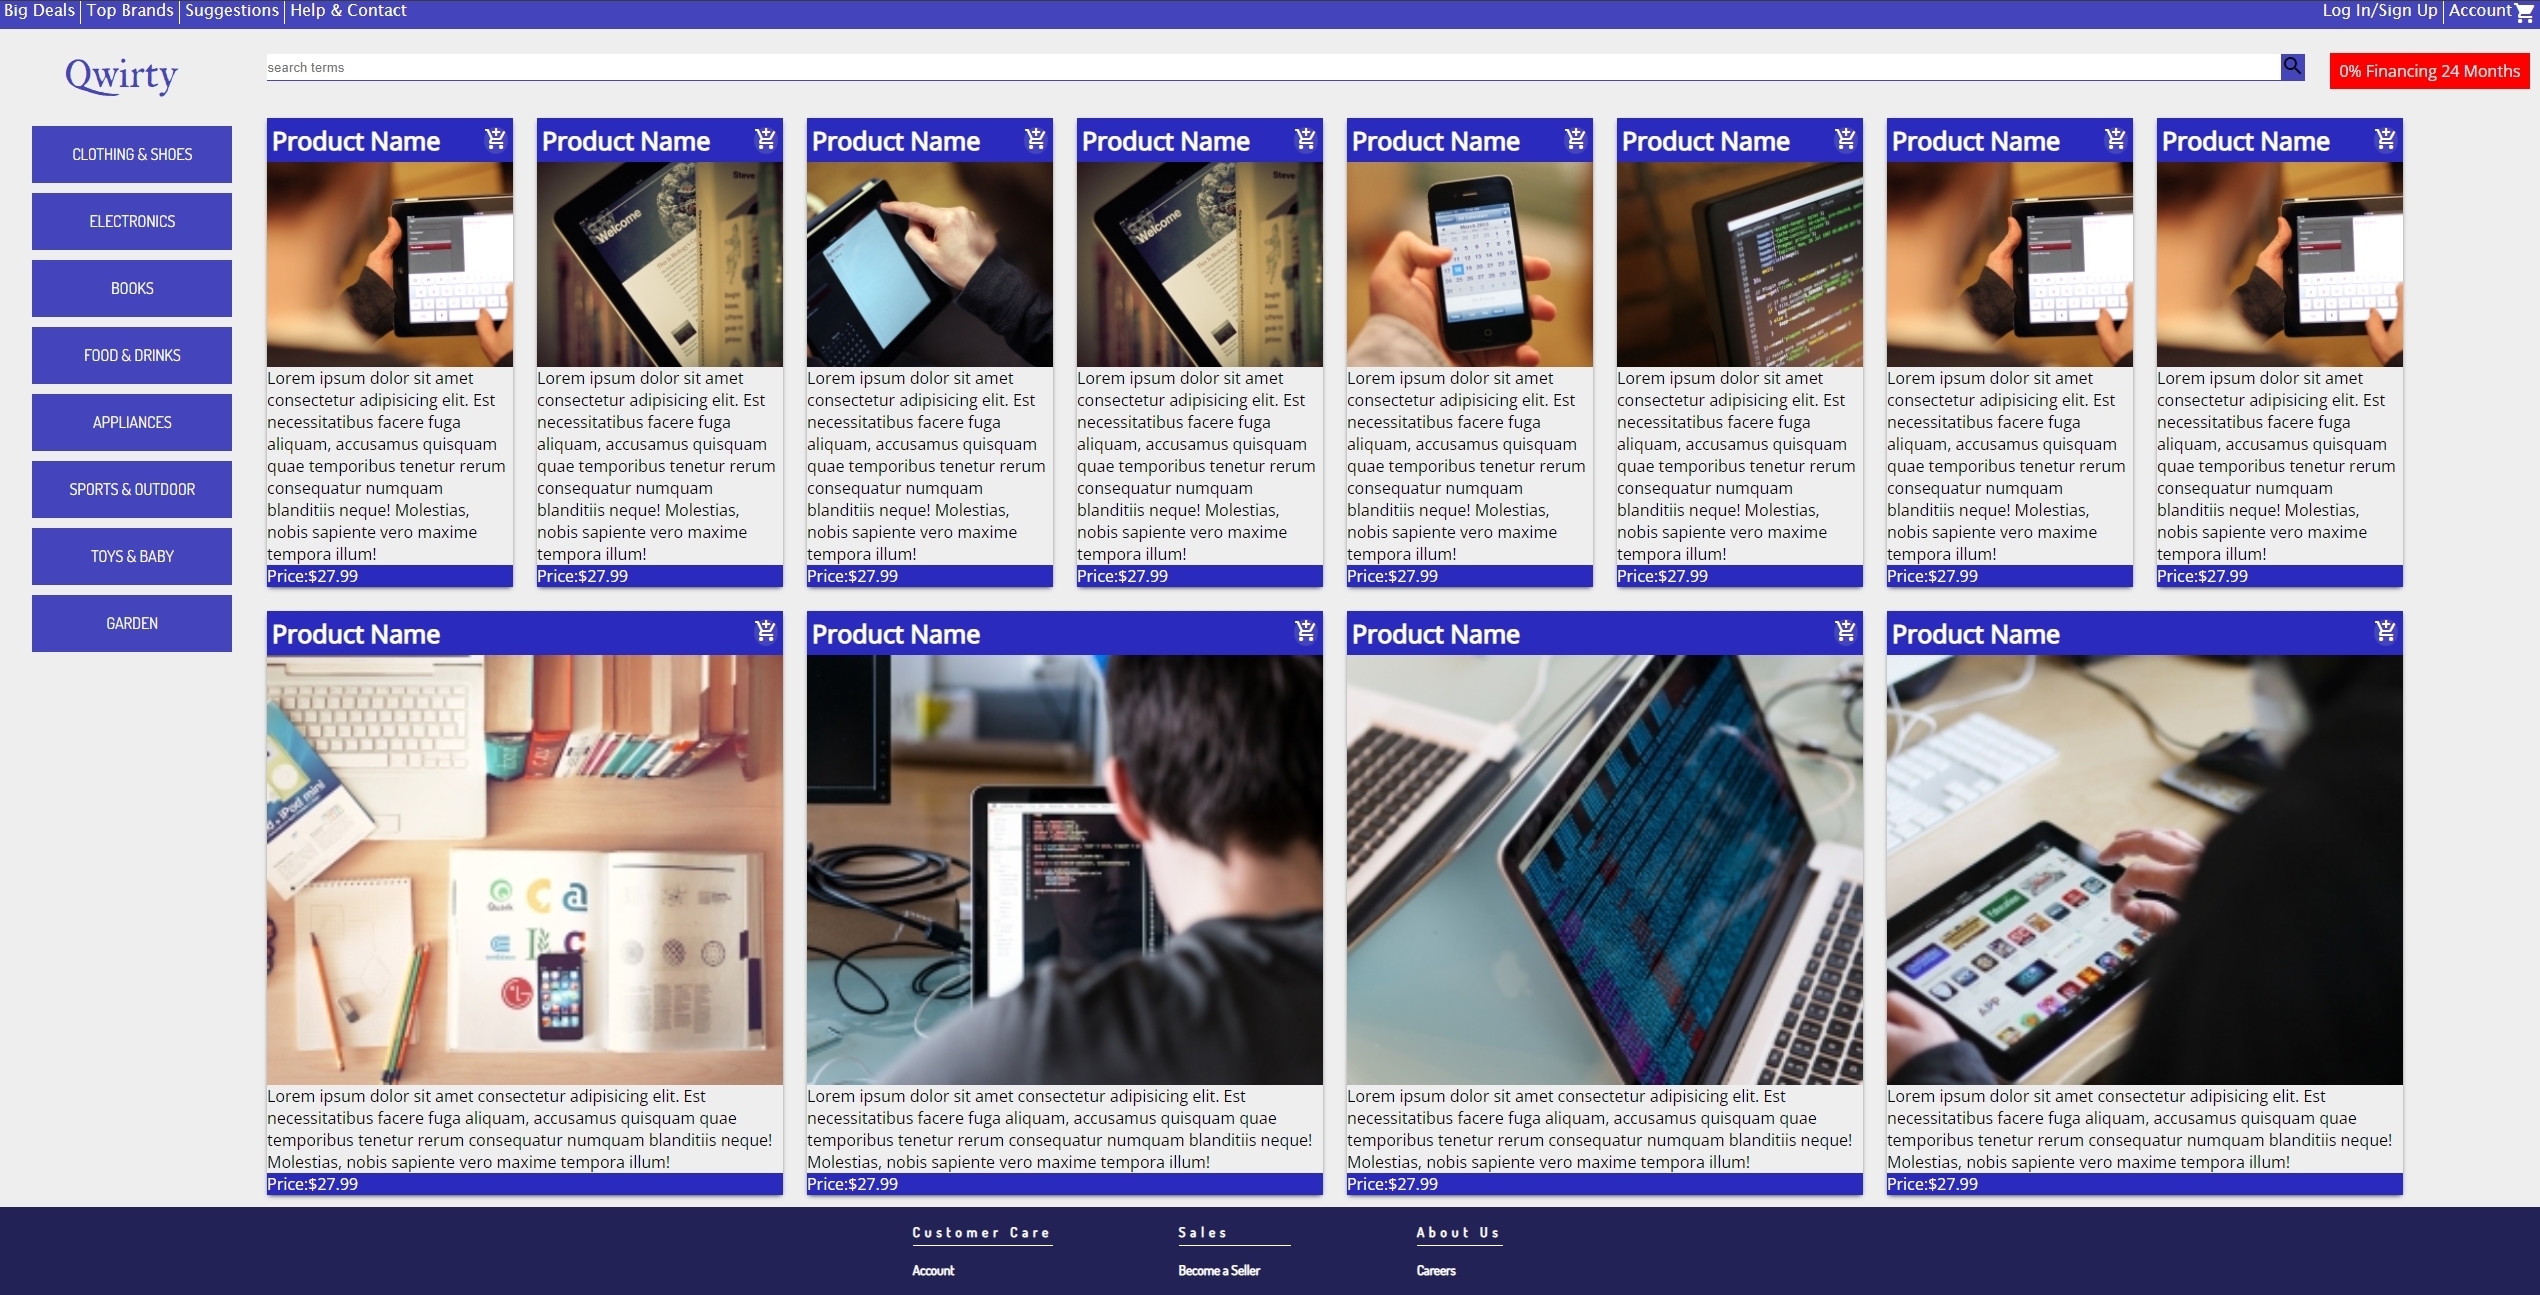 Big Deals Top Brands Suggestions Help & Contact Log In/Sign Up Account
Qwirty
search terms
0% Financing 24 Months
CLOTHING & SHOES
ELECTRONICS
BOOKS
FOOD & DRINKS
APPLIANCES
SPORTS & OUTDOOR
TOYS & BABY
GARDEN
Product Name
Lorem ipsum dolor sit amet
consectetur adipisicing elit. Est
necessitatibus facere fuga
aliquam, accusamus quisquam
quae temporibus tenetur rerum
consequatur numquam
blanditiis neque! Molestias,
nobis sapiente vero maxime
tempora illum!
Price:$27.99
Product Name
Steve
Welcome
Lorem ipsum dolor sit amet
consectetur adipisicing elit. Est
necessitatibus facere fuga
aliquam, accusamus quisquam
quae temporibus tenetur rerum
consequatur numquam
blanditiis neque! Molestias,
nobis sapiente vero maxime
tempora illum!
Price:$27.99
Product Name
Lorem ipsum dolor sit amet
consectetur adipisicing elit. Est
necessitatibus facere fuga
aliquam, accusamus quisquam
quae temporibus tenetur rerum
consequatur numquam
blanditiis neque! Molestias,
nobis sapiente vero maxime
tempora illum!
Price:$27.99
Product Name
Steve
Welcome
Lorem ipsum dolor sit amet
consectetur adipisicing elit. Est
necessitatibus facere fuga
aliquam, accusamus quisquam
quae temporibus tenetur rerum
consequatur numquam
blanditiis neque! Molestias,
nobis sapiente vero maxime
tempora illum!
Price:$27.99
Product Name
Lorem ipsum dolor sit amet
consectetur adipisicing elit. Est
necessitatibus facere fuga
aliquam, accusamus quisquam
quae temporibus tenetur rerum
consequatur numquam
blanditiis neque! Molestias,
nobis sapiente vero maxime
tempora illum!
Price:$27.99
Product Name
Lorem ipsum dolor sit amet
consectetur adipisicing elit. Est
necessitatibus facere fuga
aliquam, accusamus quisquam
quae temporibus tenetur rerum
consequatur numquam
blanditiis neque! Molestias,
nobis sapiente vero maxime
tempora illum!
Price:$27.99
Product Name
Lorem ipsum dolor sit amet
consectetur adipisicing elit. Est
necessitatibus facere fuga
aliquam, accusamus quisquam
quae temporibus tenetur rerum
consequatur numquam
blanditiis neque! Molestias,
nobis sapiente vero maxime
tempora illum!
Price:$27.99
Product Name
Lorem ipsum dolor sit amet
consectetur adipisicing elit. Est
necessitatibus facere fuga
aliquam, accusamus quisquam
quae temporibus tenetur rerum
consequatur numquam
blanditiis neque! Molestias,
nobis sapiente vero maxime
tempora illum!
Price:$27.99
Product Name
iPod mini
Lorem ipsum dolor sit amet consectetur adipisicing elit. Est
necessitatibus facere fuga aliquam, accusamus quisquam quae
temporibus tenetur rerum consequatur numquam blanditiis neque!
Molestias, nobis sapiente vero maxime tempora illum!
Price:$27.99
Product Name
Lorem ipsum dolor sit amet consectetur adipisicing elit. Est
necessitatibus facere fuga aliquam, accusamus quisquam quae
temporibus tenetur rerum consequatur numquam blanditiis neque!
Molestias, nobis sapiente vero maxime tempora illum!
Price:$27.99
Product Name
Lorem ipsum dolor sit amet consectetur adipisicing elit. Est
necessitatibus facere fuga aliquam, accusamus quisquam quae
temporibus tenetur rerum consequatur numquam blanditiis neque!
Molestias, nobis sapiente vero maxime tempora illum!
Price:$27.99
Product Name
Education
APP
Lorem ipsum dolor sit amet consectetur adipisicing elit. Est
necessitatibus facere fuga aliquam, accusamus quisquam quae
temporibus tenetur rerum consequatur numquam blanditiis neque!
Molestias, nobis sapiente vero maxime tempora illum!
Price:$27.99
Customer Care
Account
Sales
Become a Seller
About Us
Careers